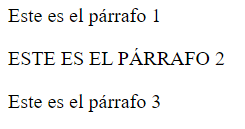 Este es el párrafo 1
ESTE ES EL PÁRRAFO 2
Este es el párrafo 3